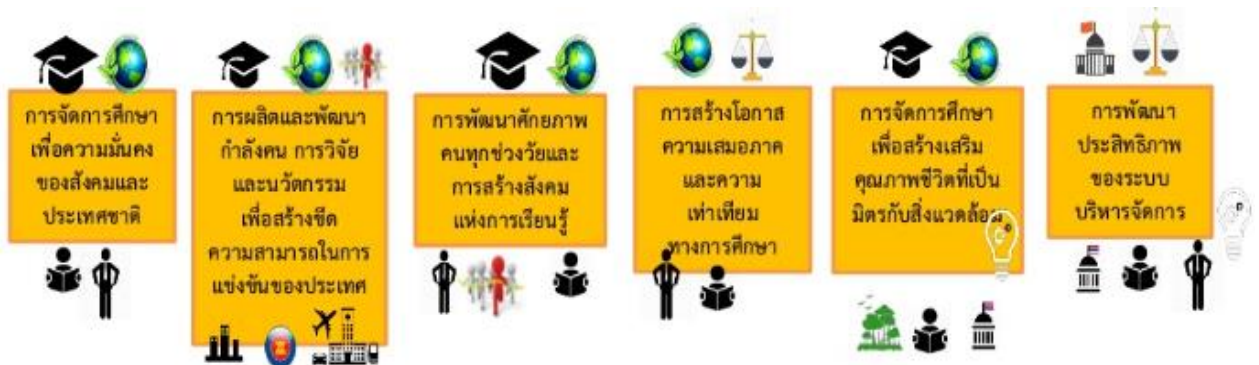 การจัดการศึกษา
เพื่อความมั่นคง
ของสังคมและ
ประเทศชาติ
การผลิตและพัฒนา
กำลังคน การวิจัย
และนวัตกรรม
เพื่อสร้างขีด
ความสามารถในการ
แข่งขันของประเทศ
การพัฒนาศักยภาพ
คนทุกช่วงวัยและ
การสร้างสังคม
แห่งการเรียนรู้
การสร้างโอกาส
ความเสมอภาค
และความ
เท่าเทียม
ทางการศึกษา
การจัดการศึกษา
เพื่อสร้างเสริม
คุณภาพชีวิตที่เป็น
มิตรกับสิ่งแวดล้อม
การพัฒนา
ประสิทธิภาพ
ของระบบ
บริหารจัดการ